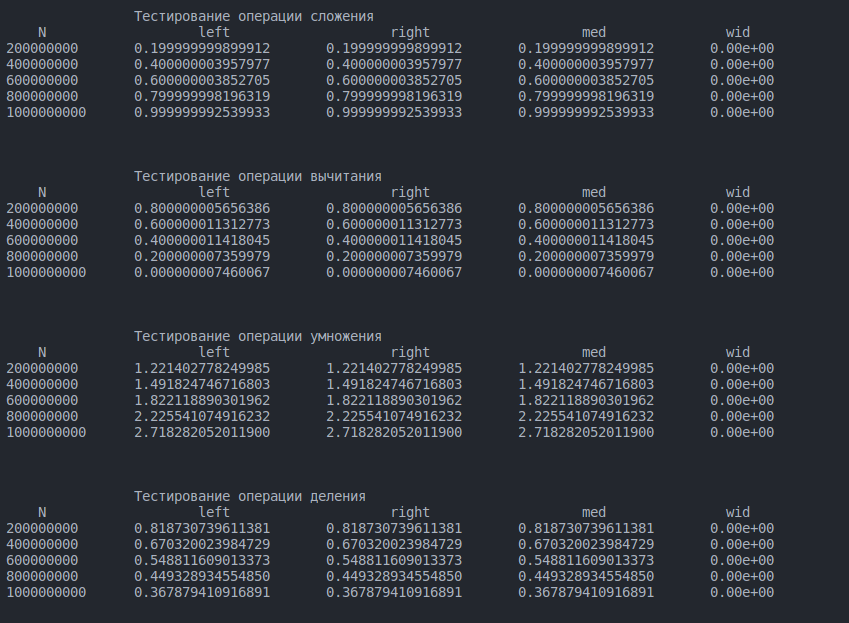 Тестирование операции сложения
N left right med wid
200000000 0.199999999899912 0.199999999899912 0.199999999899912 0.00e+00
400000000 0.400000003957977 0.400000003957977 0.400000003957977 0.00e+00
600000000 0.600000003852705 0.600000003852705 0.600000003852705 0.00e+00
800000000 0.799999998196319 0.799999998196319 0.799999998196319 0.00e+00
1000000000 0.999999992539933 0.999999992539933 0.999999992539933 0.00e+00
Тестирование операции вычитания
N left right med wid
200000000 0.800000005656386 0.800000005656386 0.800000005656386 0.00e+00
400000000 0.600000011312773 0.600000011312773 0.600000011312773 0.00e+00
600000000 0.400000011418045 0.400000011418045 0.400000011418045 0.00e+00
800000000 0.200000007359979 0.200000007359979 0.200000007359979 0.00e+00
1000000000 0.000000007460067 0.000000007460067 0.000000007460067 0.00e+00
Тестирование операции умножения
N left right med wid
200000000 1.221402778249985 1.221402778249985 1.221402778249985 0.00e+00
400000000 1.491824746716803 1.491824746716803 1.491824746716803 0.00e+00
600000000 1.822118890301962 1.822118890301962 1.822118890301962 0.00e+00
800000000 2.225541074916232 2.225541074916232 2.225541074916232 0.00e+00
1000000000 2.718282052011900 2.718282052011900 2.718282052011900 0.00e+00
Тестирование операции деления
N left right med wid
200000000 0.818730739611381 0.818730739611381 0.818730739611381 0.00e+00
400000000 0.670320023984729 0.670320023984729 0.670320023984729 0.00e+00
600000000 0.548811609013373 0.548811609013373 0.548811609013373 0.00e+00
800000000 0.449328934554850 0.449328934554850 0.449328934554850 0.00e+00
1000000000 0.367879410916891 0.367879410916891 0.367879410916891 0.00e+00